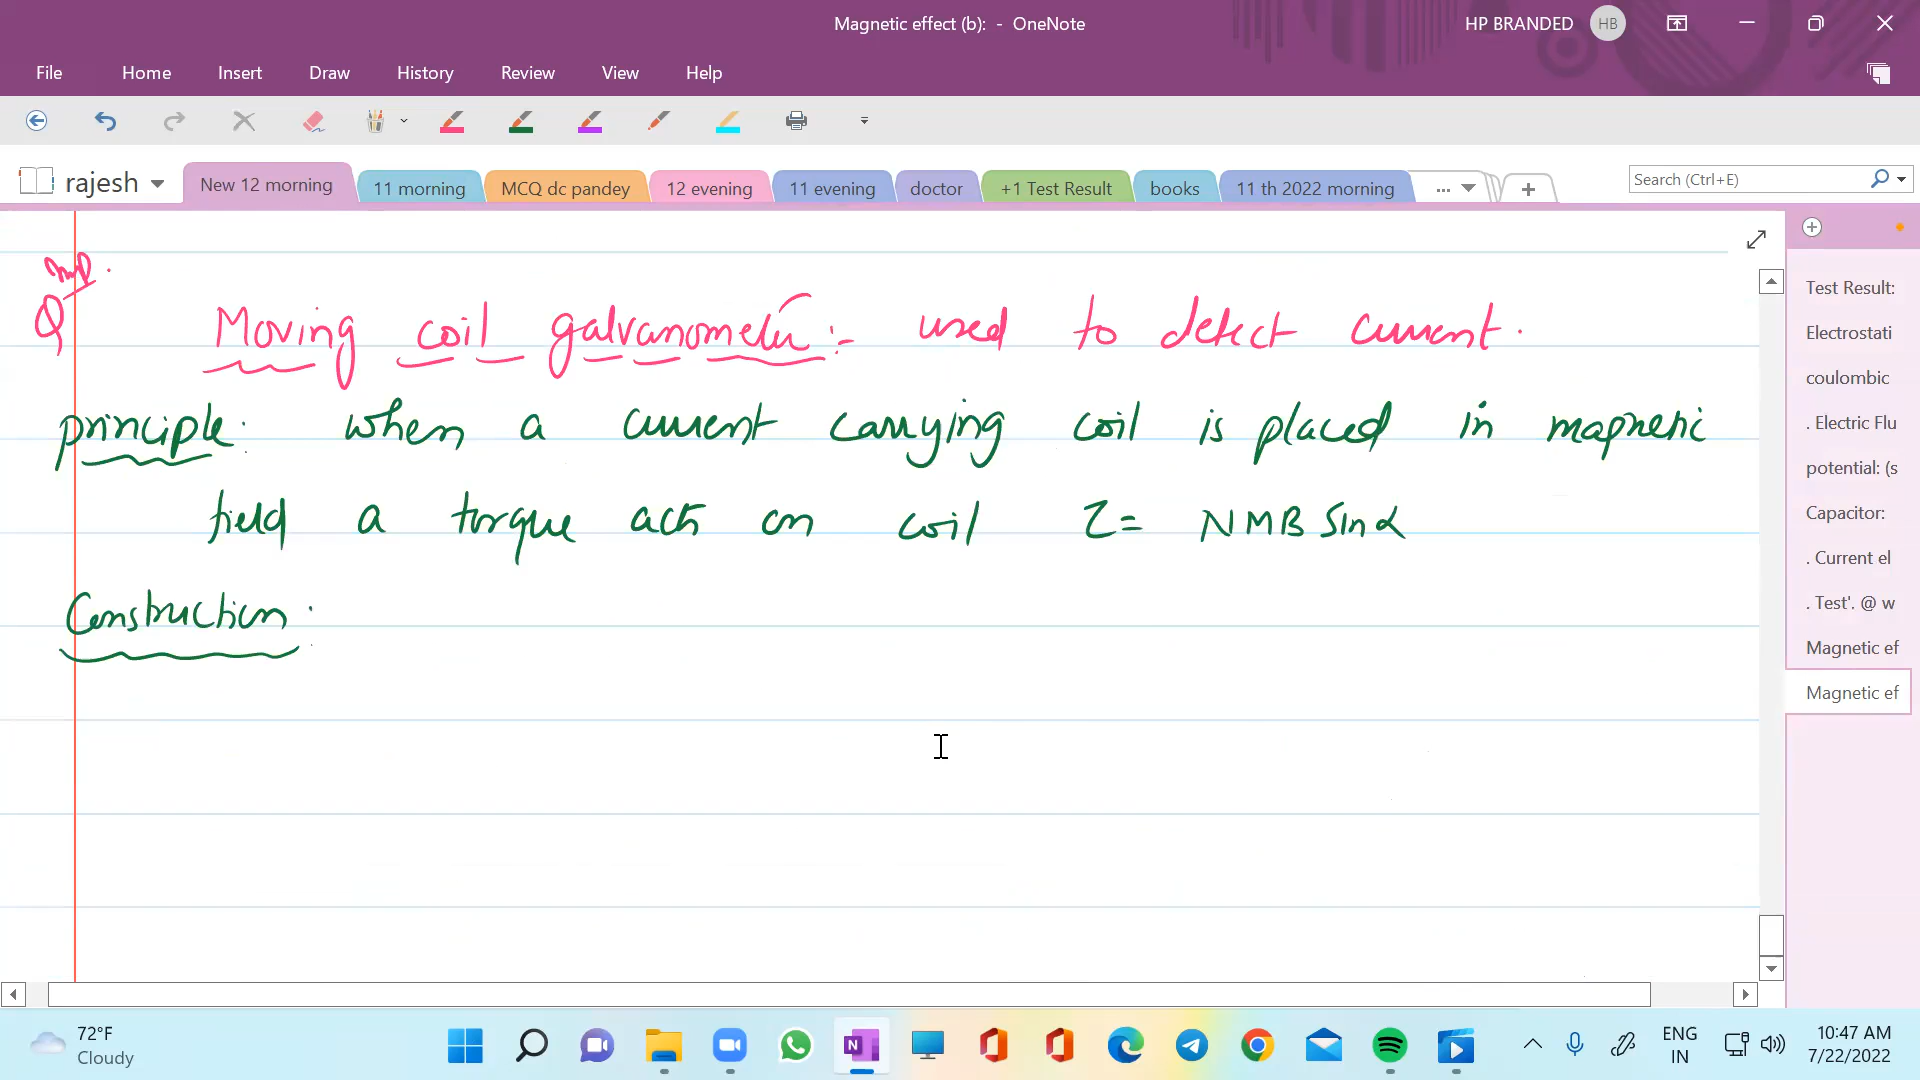 Magnetic effect (b): - OneNote
HP BRANDED HB
File Home Insert Draw History Review View Help
rajesh New 12 morning 11 morning MCQ dc pandey 12 evening 11 evening doctor +1 Test Result books 11 th 2022 morning ... Search (Ctrl+E)
Imp.
Q Moving coil galvanometer :- used to detect current.
principle: when a current carrying coil is placed in magnetic
field a torque acts on coil τ = NMB Sin α
Construction:
Test Result:
Electrostati
coulombic
. Electric Flu
potential: (s
Capacitor:
. Current el
. Test'. @ w
Magnetic ef
Magnetic ef
72°F
Cloudy
ENG
IN
10:47 AM
7/22/2022